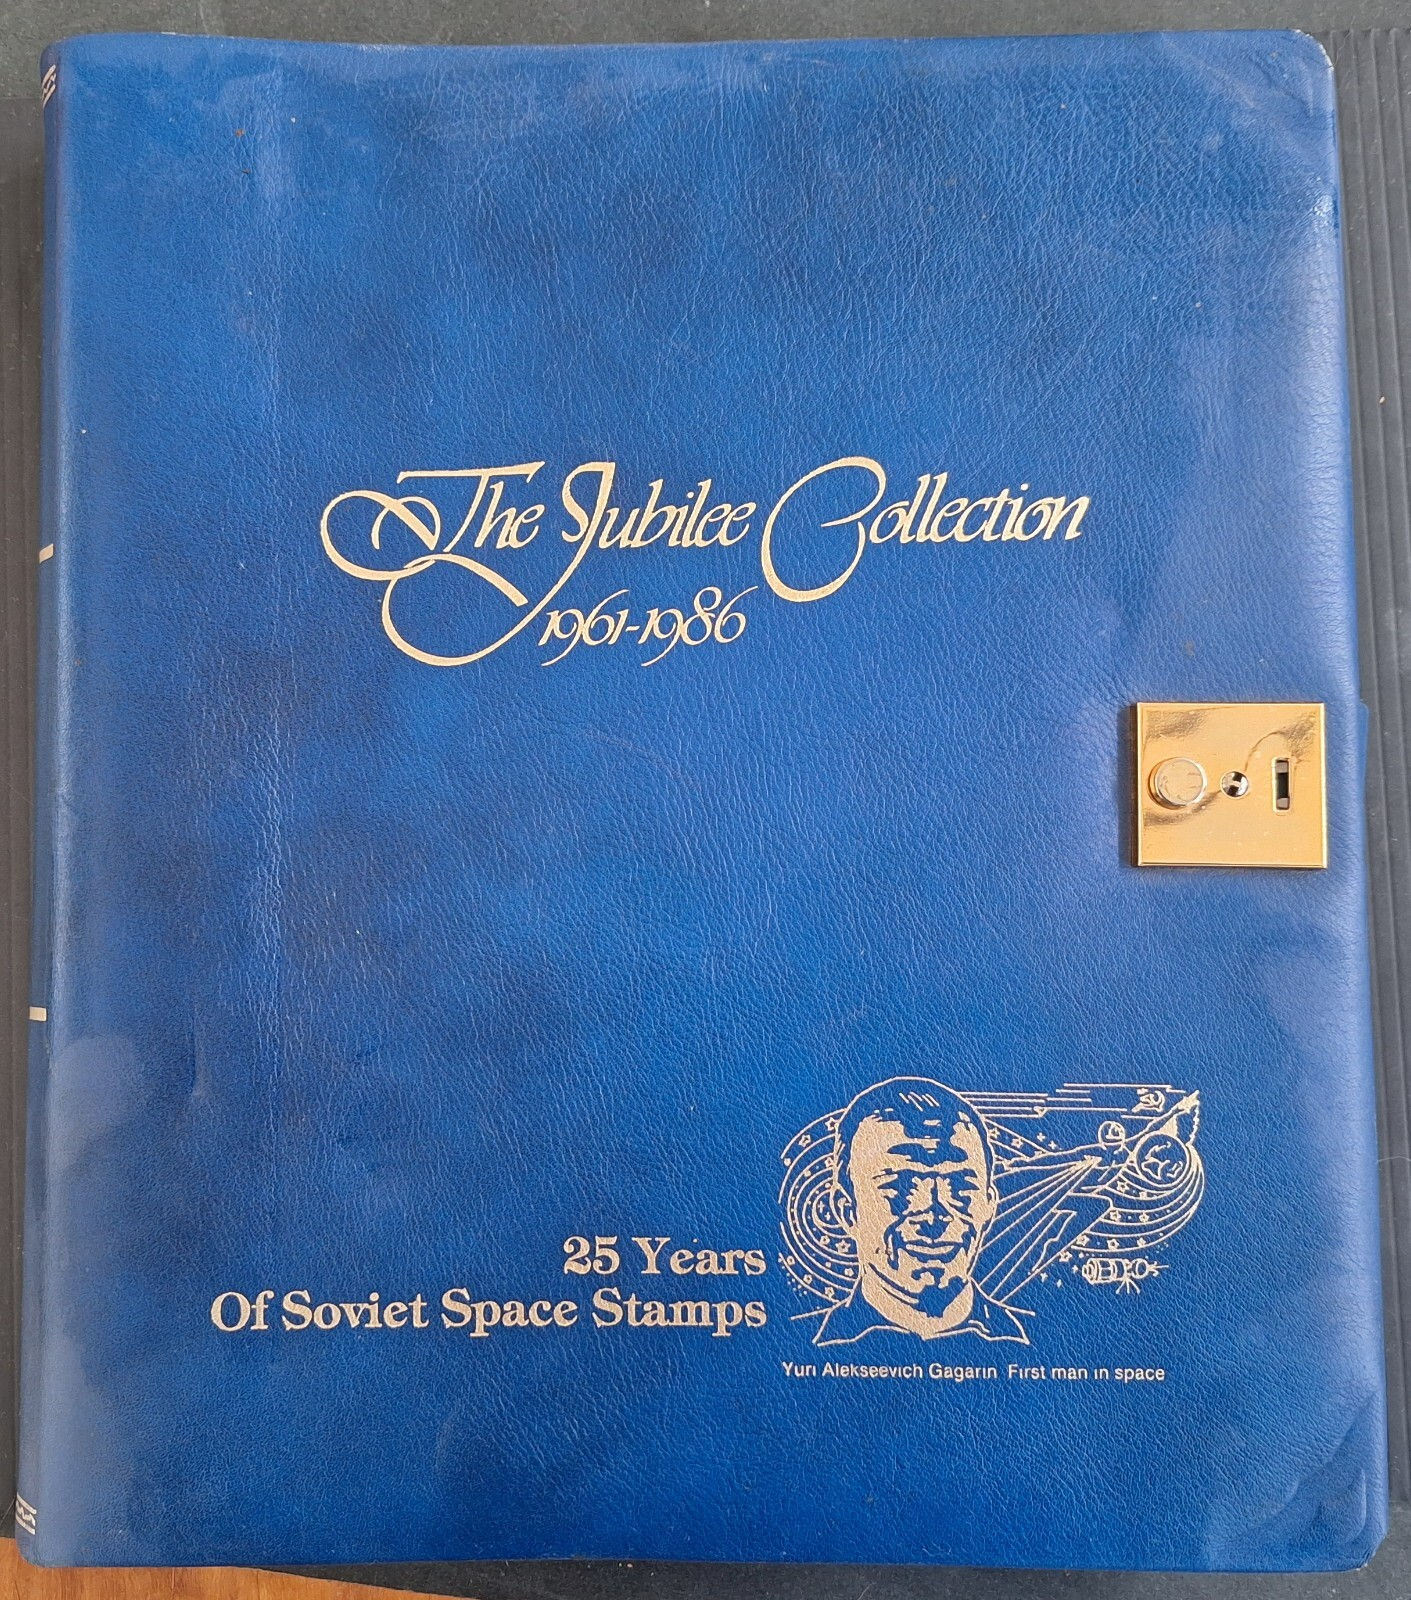 The Jubilee Collection
1961-1986
25 Years
Of Soviet Space Stamps
Yuri Alekseevich Gagarin First man in space